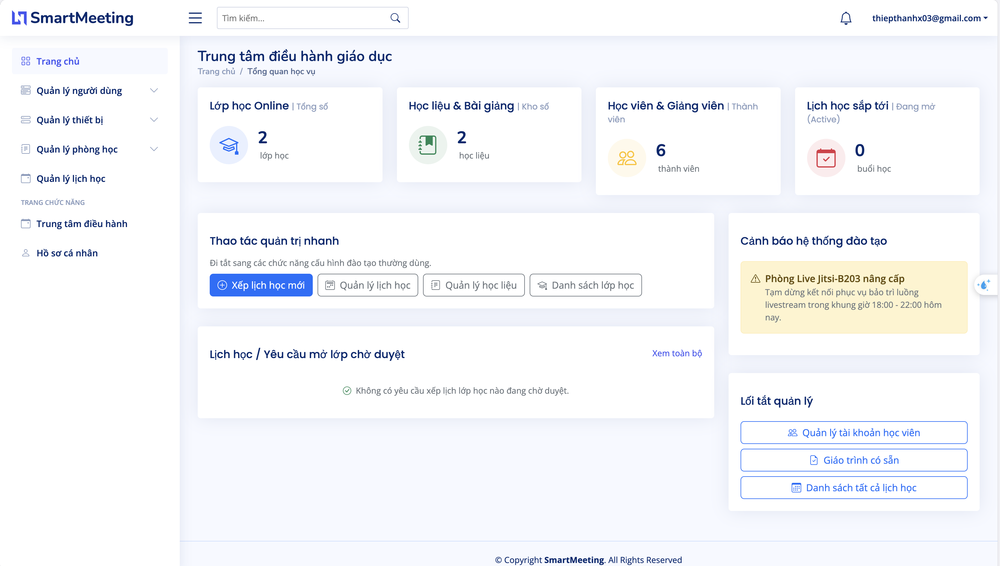 SmartMeeting
Tìm kiếm...
thiepthanhx03@gmail.com
Trang chủ
Quản lý người dùng
Quản lý thiết bị
Quản lý phòng học
Quản lý lịch học
TRANG CHỨC NĂNG
Trung tâm điều hành
Hồ sơ cá nhân
Trung tâm điều hành giáo dục
Trang chủ / Tổng quan học vụ
Lớp học Online | Tổng số
2
lớp học
Học liệu & Bài giảng | Kho số
2
học liệu
Học viên & Giảng viên | Thành
viên
6
thành viên
Lịch học sắp tới | Đang mở
(Active)
0
buổi học
Thao tác quản trị nhanh
Đi tắt sang các chức năng cấu hình đào tạo thường dùng.
Xếp lịch học mới
Quản lý lịch học
Quản lý học liệu
Danh sách lớp học
Lịch học / Yêu cầu mở lớp chờ duyệt
Xem toàn bộ
Không có yêu cầu xếp lịch lớp học nào đang chờ duyệt.
Cảnh báo hệ thống đào tạo
Phòng Live Jitsi-B203 nâng cấp
Tạm dừng kết nối phục vụ bảo trì luồng
livestream trong khung giờ 18:00 - 22:00 hôm
nay.
Lối tắt quản lý
Quản lý tài khoản học viên
Giáo trình có sẵn
Danh sách tất cả lịch học
© Copyright SmartMeeting. All Rights Reserved